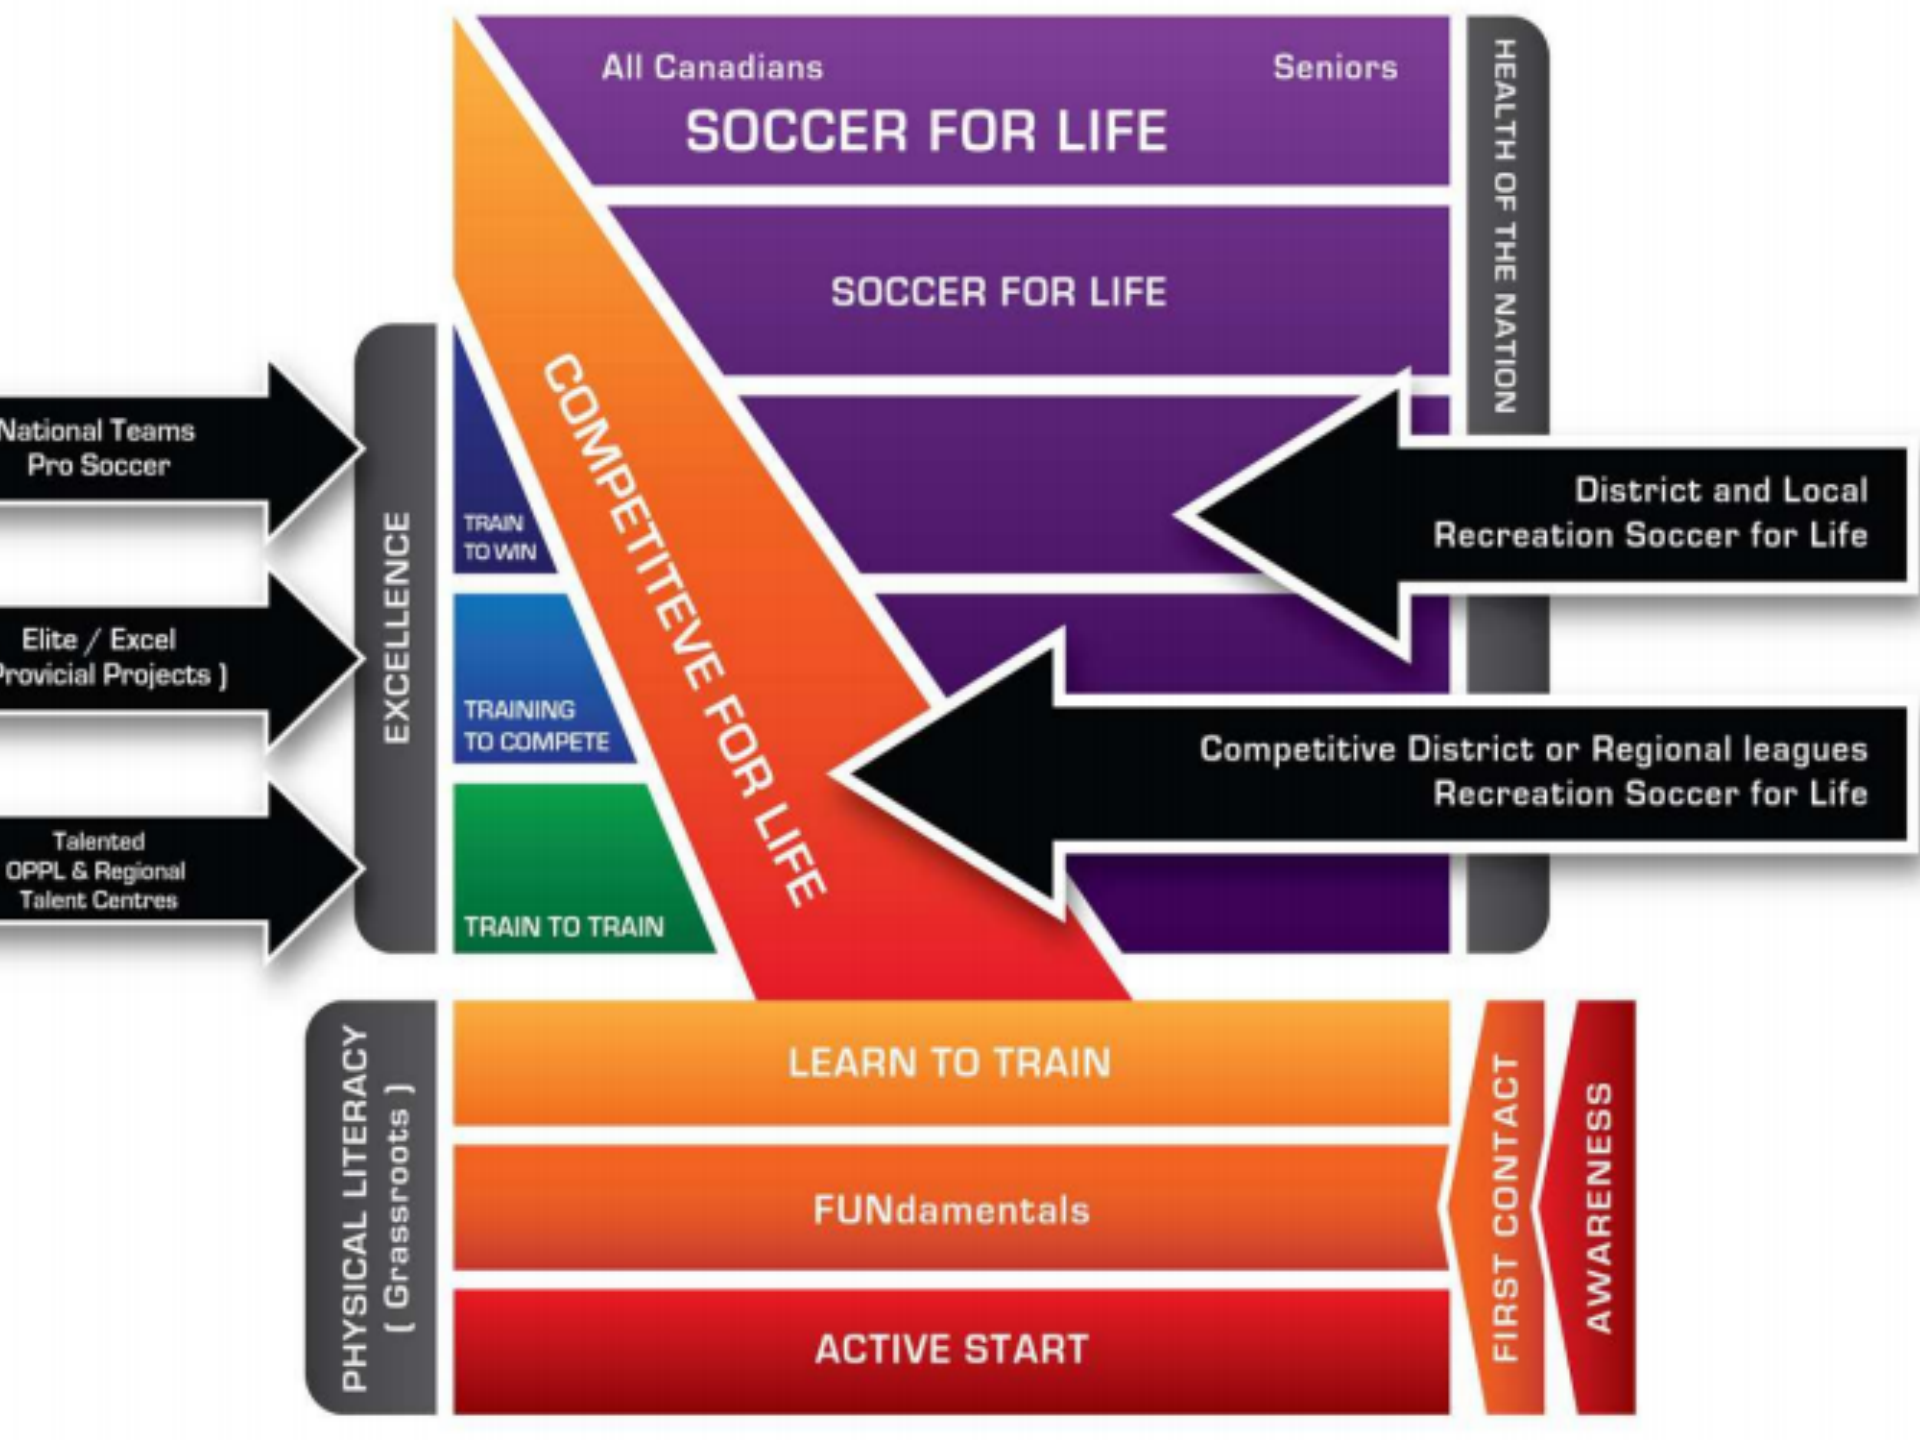 All Canadians
Seniors
SOCCER FOR LIFE
SOCCER FOR LIFE
HEALTH OF THE NATION
COMPETITEVE FOR LIFE
EXCELLENCE
National Teams
Pro Soccer
Elite / Excel
Provicial Projects )
Talented
OPPL & Regional
Talent Centres
TRAIN
TO WIN
TRAINING
TO COMPETE
TRAIN TO TRAIN
District and Local
Recreation Soccer for Life
Competitive District or Regional leagues
Recreation Soccer for Life
PHYSICAL LITERACY
( Grassroots )
LEARN TO TRAIN
FUNdamentals
ACTIVE START
FIRST CONTACT
AWARENESS